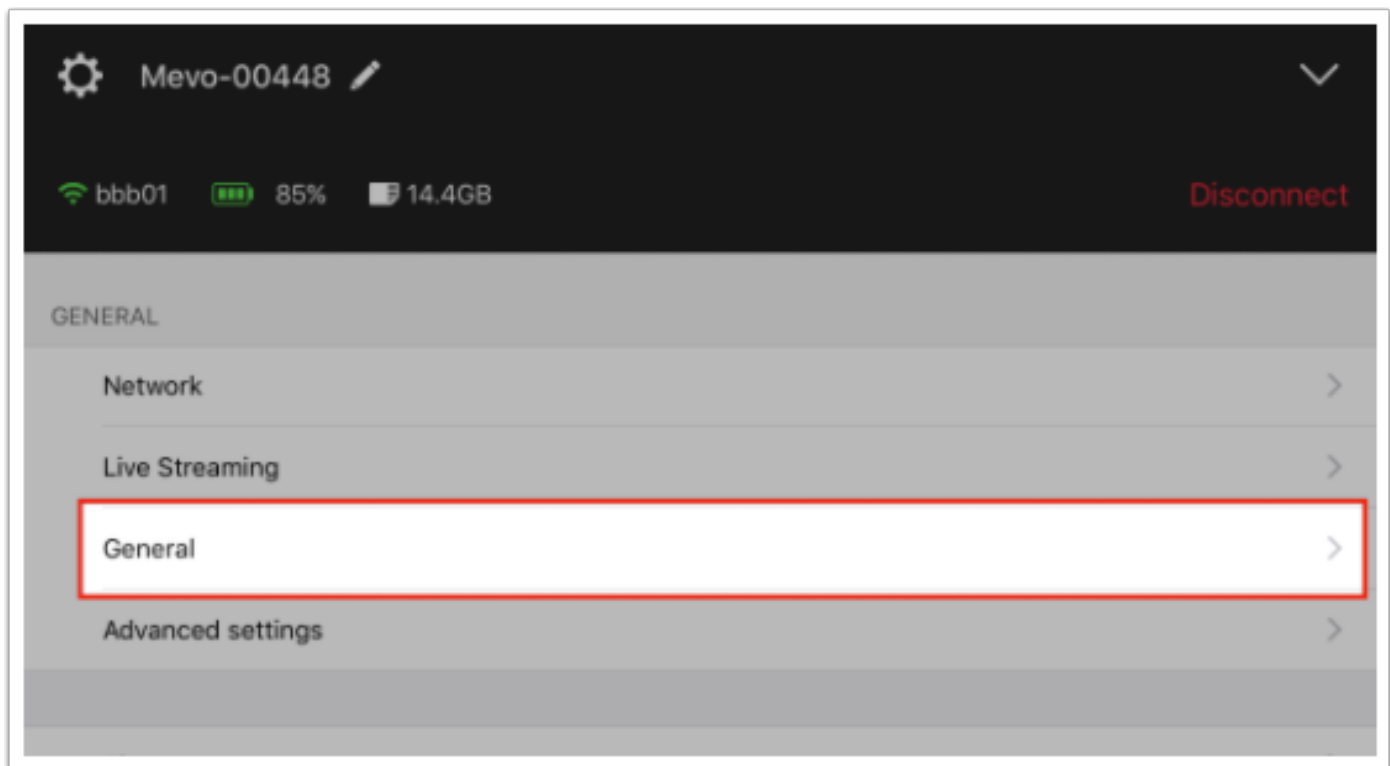 Mevo-00448
bbb01 85% 14.4GB Disconnect
GENERAL
Network
Live Streaming
General
Advanced settings